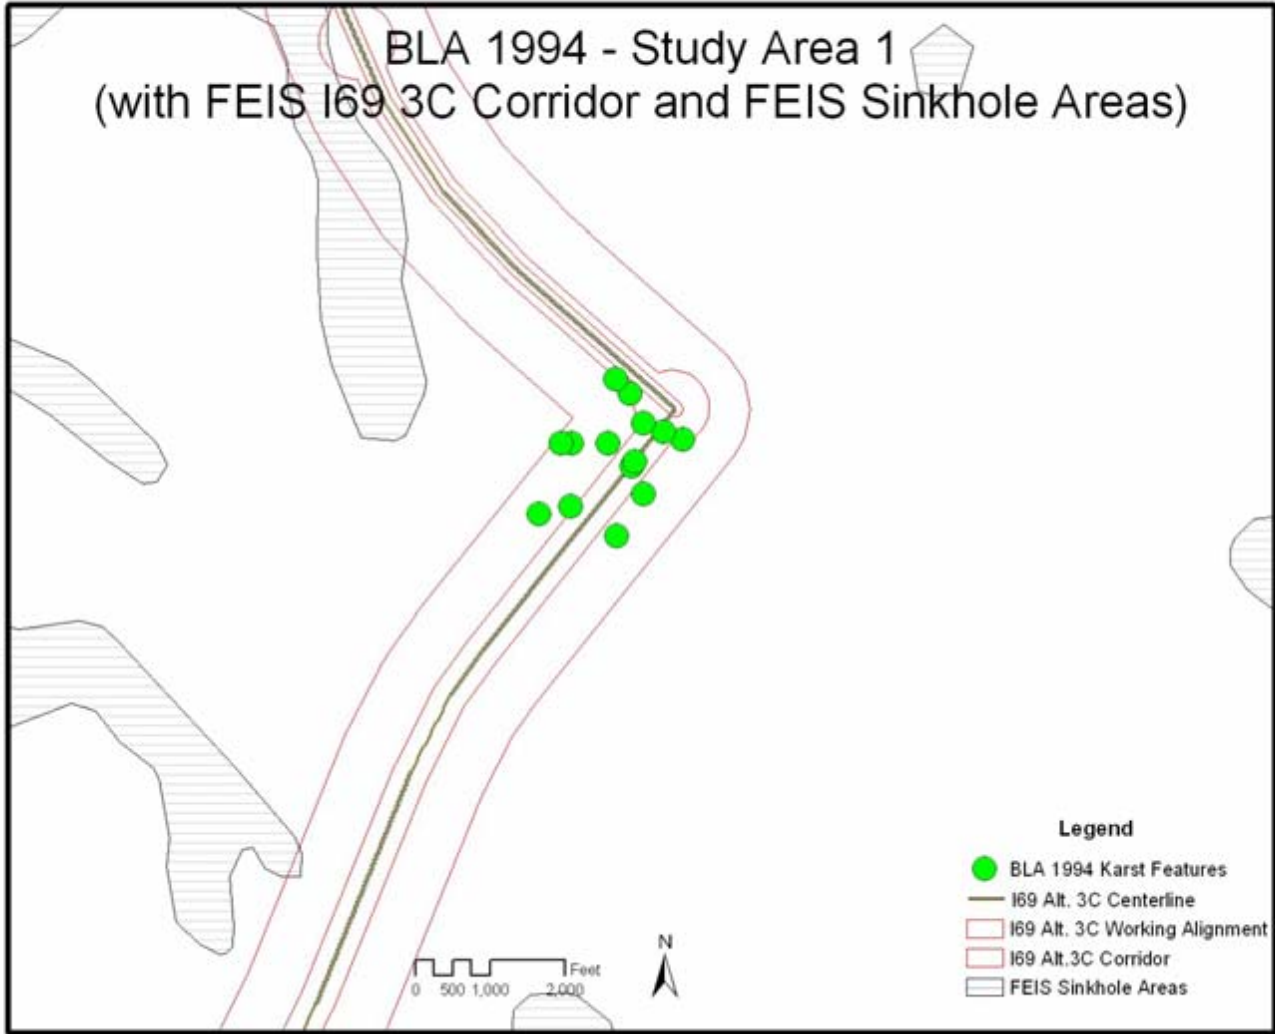 BLA 1994 - Study Area 1
(with FEIS I69 3C Corridor and FEIS Sinkhole Areas)
Legend
BLA 1994 Karst Features
I69 Alt. 3C Centerline
I69 Alt. 3C Working Alignment
I69 Alt.3C Corridor
FEIS Sinkhole Areas
N
Feet
0 500 1,000 2,000